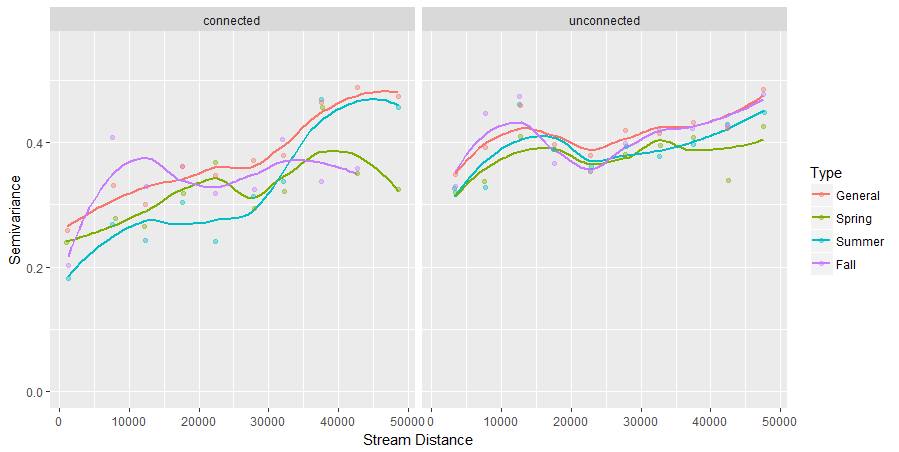 connected
unconnected
Semivariance
0.4
0.2
0.0
0 10000 20000 30000 40000 50000
0 10000 20000 30000 40000 50000
Stream Distance
Type
General
Spring
Summer
Fall